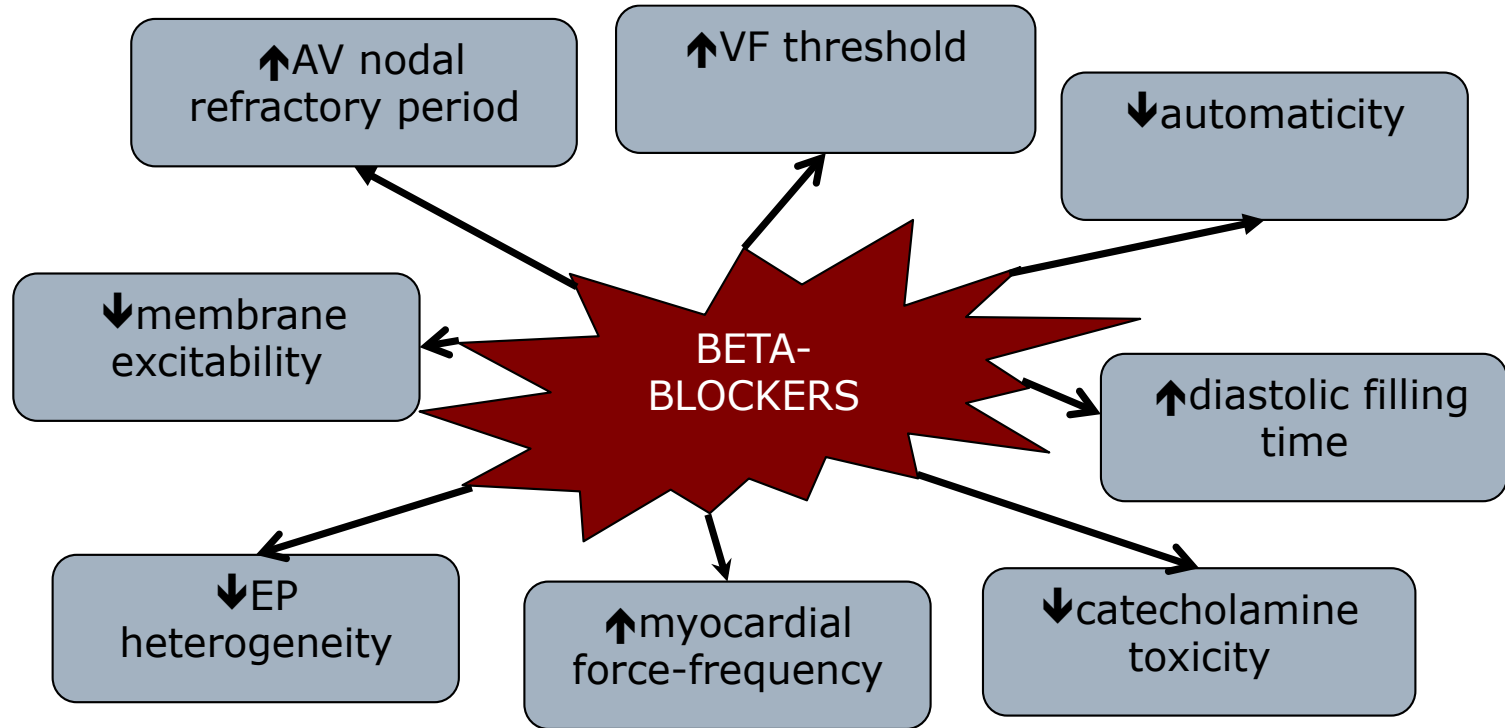 ↑AV nodal
refractory period
↑VF threshold
↓automaticity
↓membrane
excitability
BETA-
BLOCKERS
↑diastolic filling
time
↓EP
heterogeneity
↑myocardial
force-frequency
↓catecholamine
toxicity